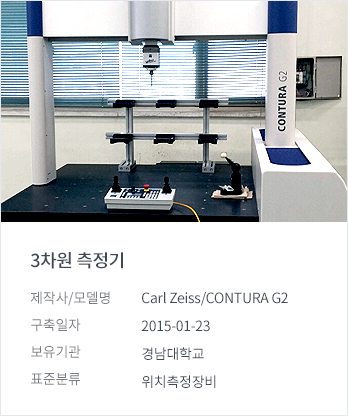 CONTURA G2
3차원 측정기
제작사/모델명 Carl Zeiss/CONTURA G2
구축일자 2015-01-23
보유기관 경남대학교
표준분류 위치측정장비